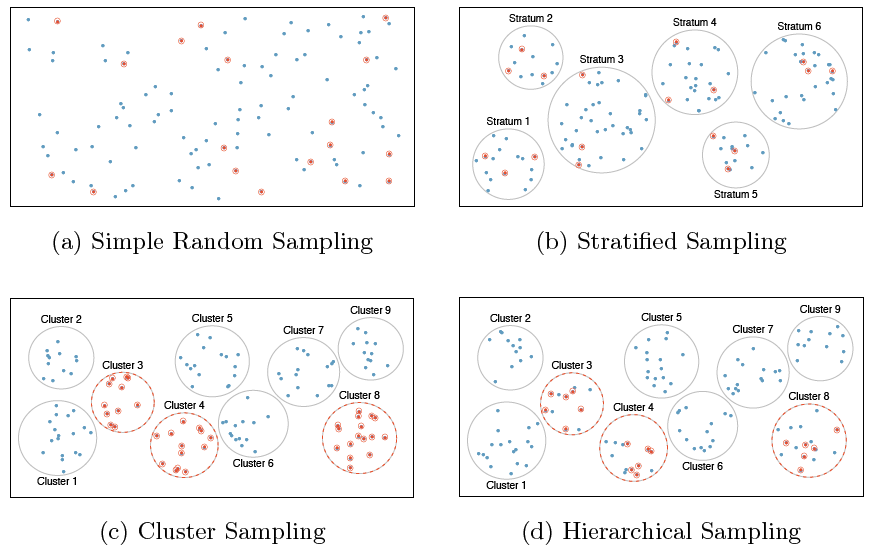 Stratum 2
Stratum 4
Stratum 6
Stratum 3
Stratum 1
Stratum 5
(a) Simple Random Sampling
(b) Stratified Sampling
Cluster 9
Cluster 2
Cluster 5
Cluster 7
Cluster 3
Cluster 8
Cluster 4
Cluster 6
Cluster 1
Cluster 9
Cluster 2
Cluster 5
Cluster 7
Cluster 3
Cluster 8
Cluster 4
Cluster 6
Cluster 1
(c) Cluster Sampling
(d) Hierarchical Sampling